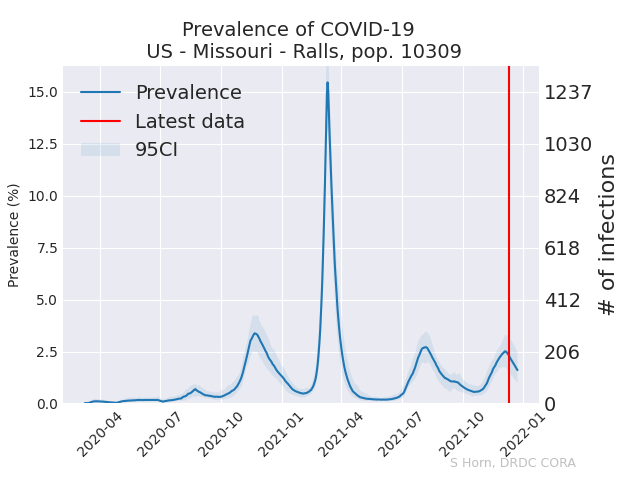 Prevalence of COVID-19
US - Missouri - Ralls, pop. 10309
Prevalence
Latest data
95CI
Prevalence (%)
15.0
12.5
10.0
7.5
5.0
2.5
0.0
1237
1030
824
618
412
206
0
# of infections
2020-04
2020-07
2020-10
2021-01
2021-04
2021-07
2021-10
2022-01
S Horn, DRDC CORA